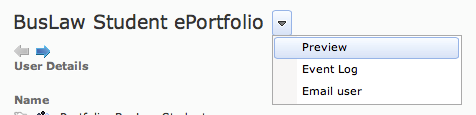 BusLaw Student ePortfolio
Preview
Event Log
Email user
User Details
Name